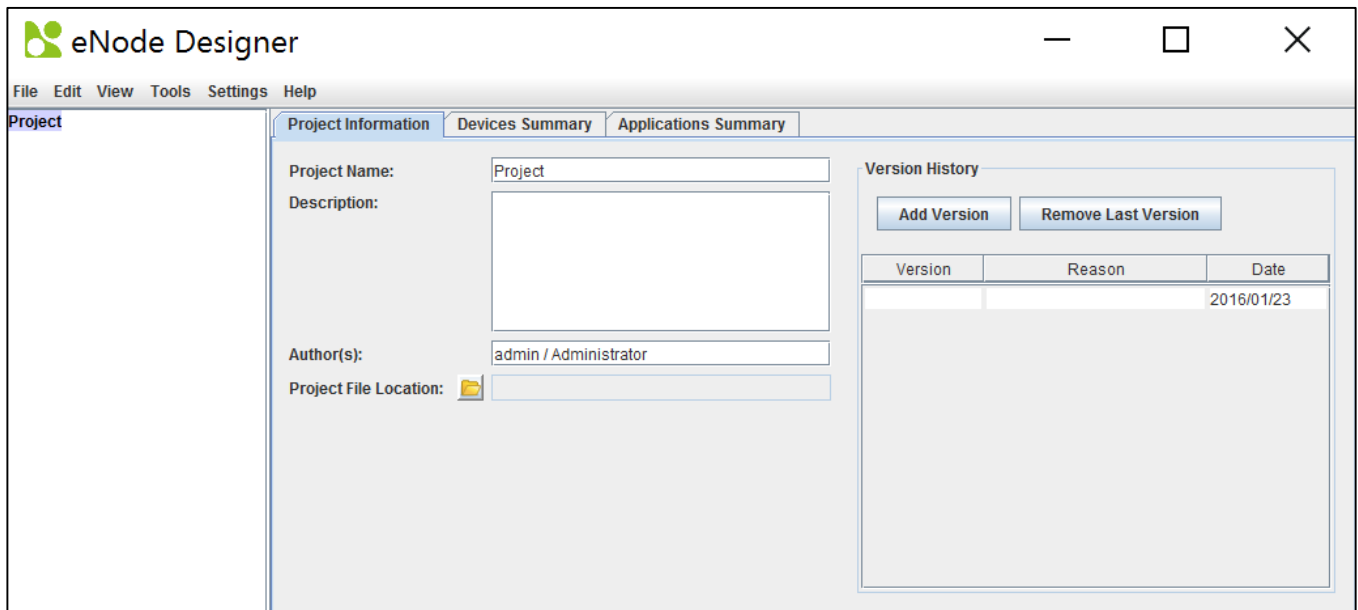 eNode Designer
File Edit View Tools Settings Help
Project
Project Information Devices Summary Applications Summary
Project Name: Project
Description:
Author(s): admin / Administrator
Project File Location:
Version History
Add Version Remove Last Version
Version Reason Date
2016/01/23